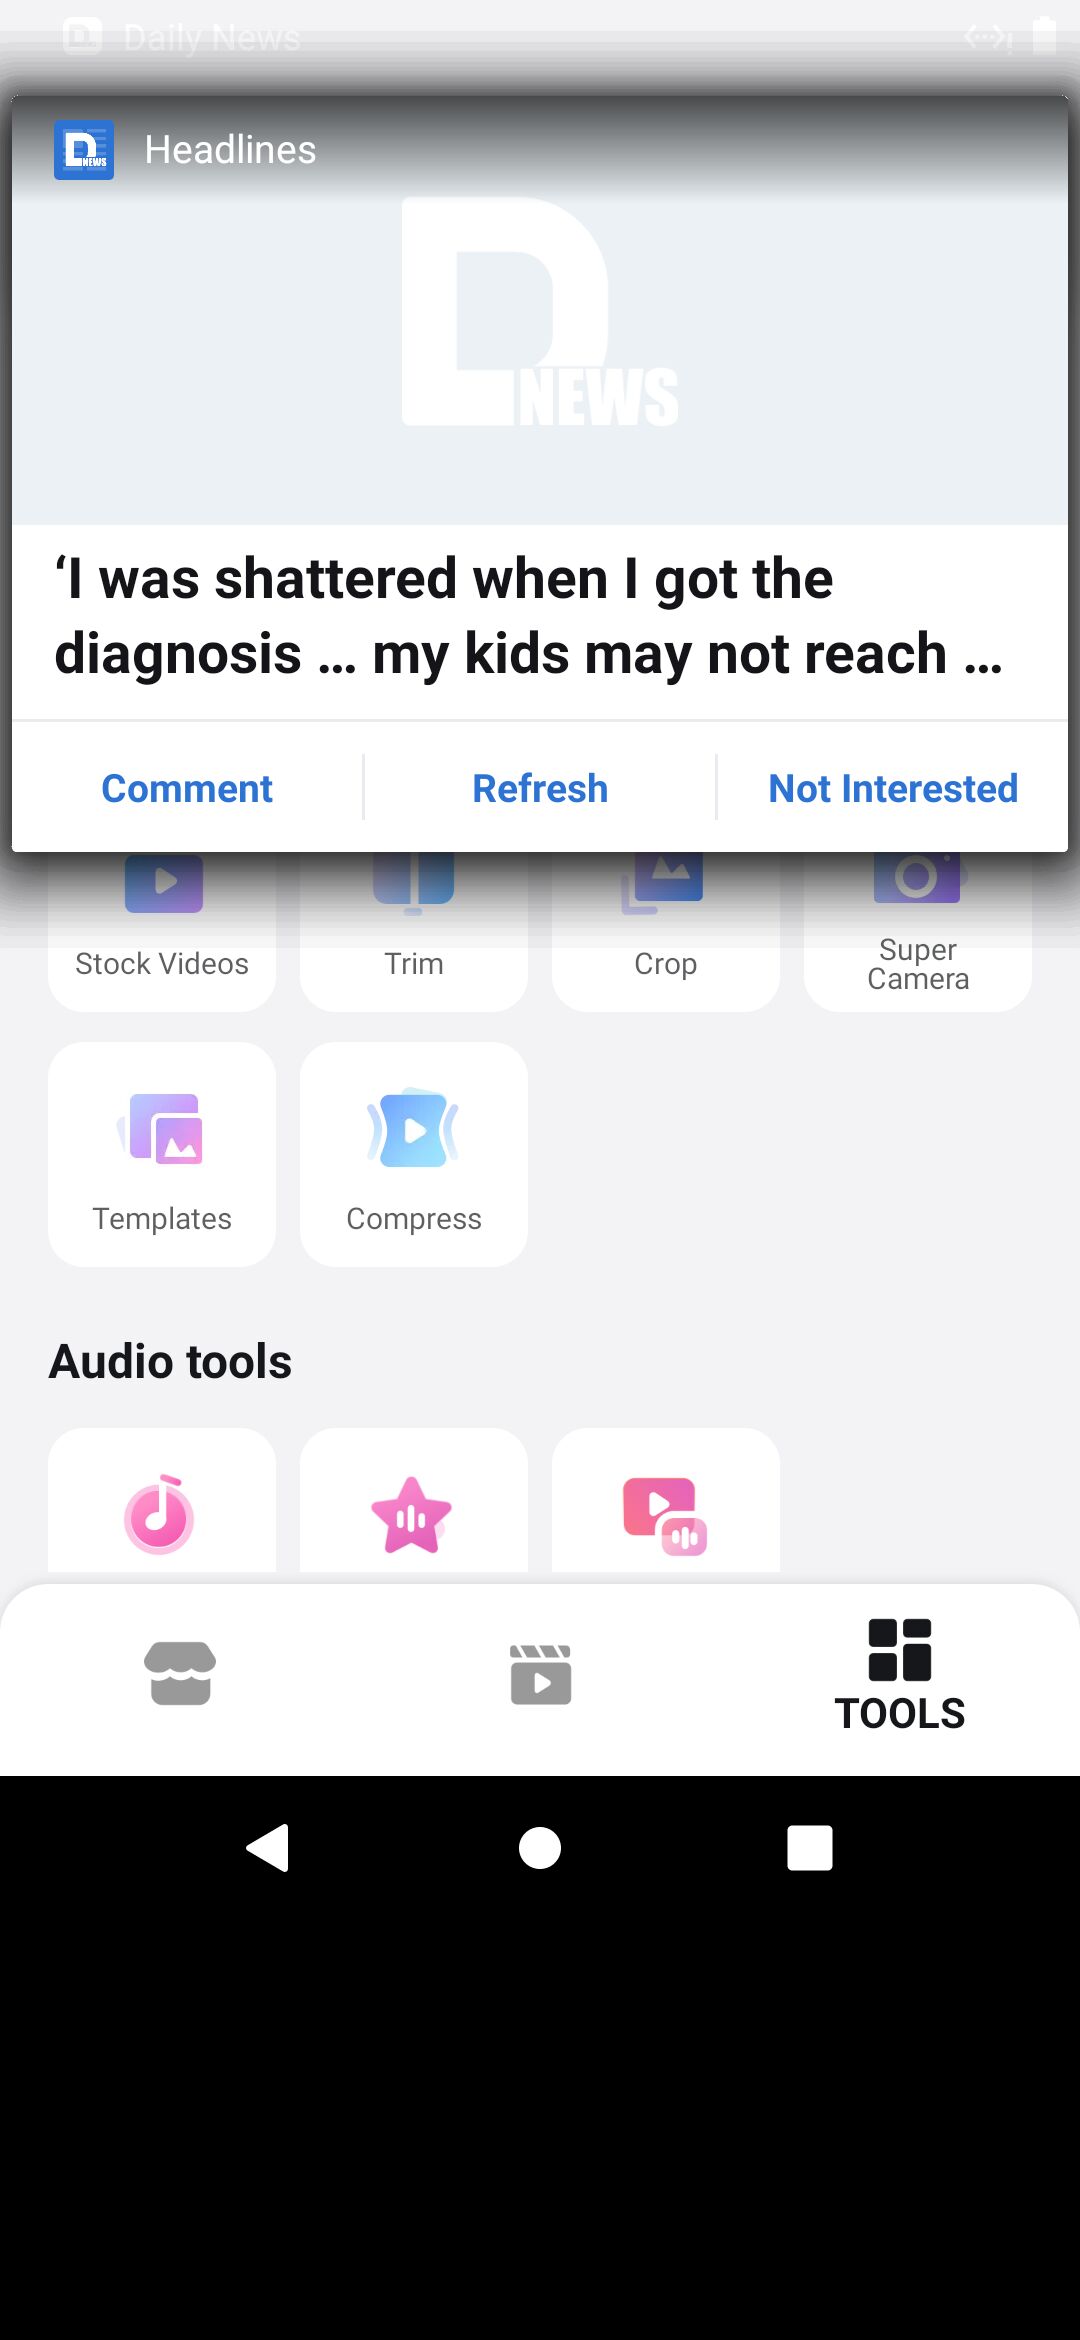 Daily News
D NEWS
Headlines
D NEWS
‘I was shattered when I got the
diagnosis ... my kids may not reach ...
Comment
Refresh
Not Interested
Stock Videos
Trim
Crop
Super
Camera
Templates
Compress
Audio tools
TOOLS